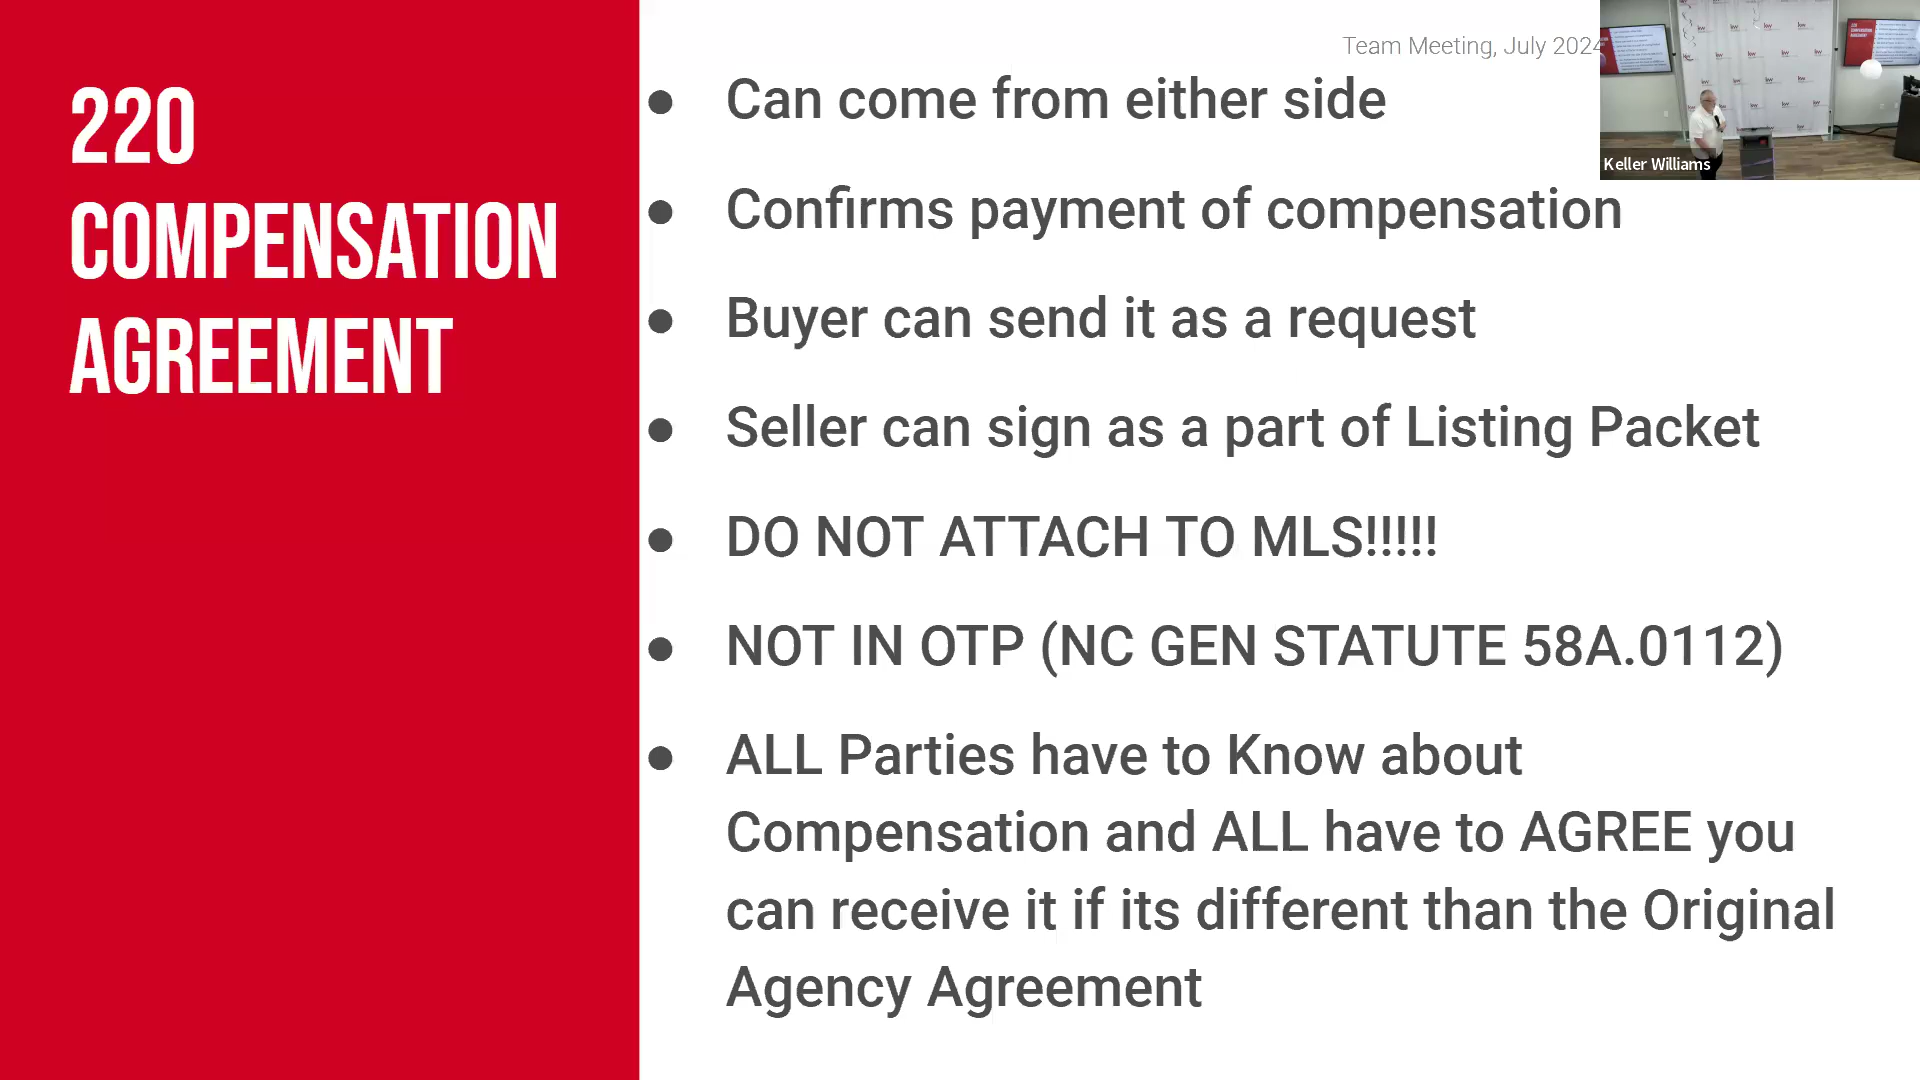 220
COMPENSATION
AGREEMENT
Team Meeting, July 2024
Can come from either side
Confirms payment of compensation
Buyer can send it as a request
Seller can sign as a part of Listing Packet
DO NOT ATTACH TO MLS!!!!!
NOT IN OTP (NC GEN STATUTE 58A.0112)
ALL Parties have to Know about
Compensation and ALL have to AGREE you
can receive it if its different than the Original
Agency Agreement
Keller Williams